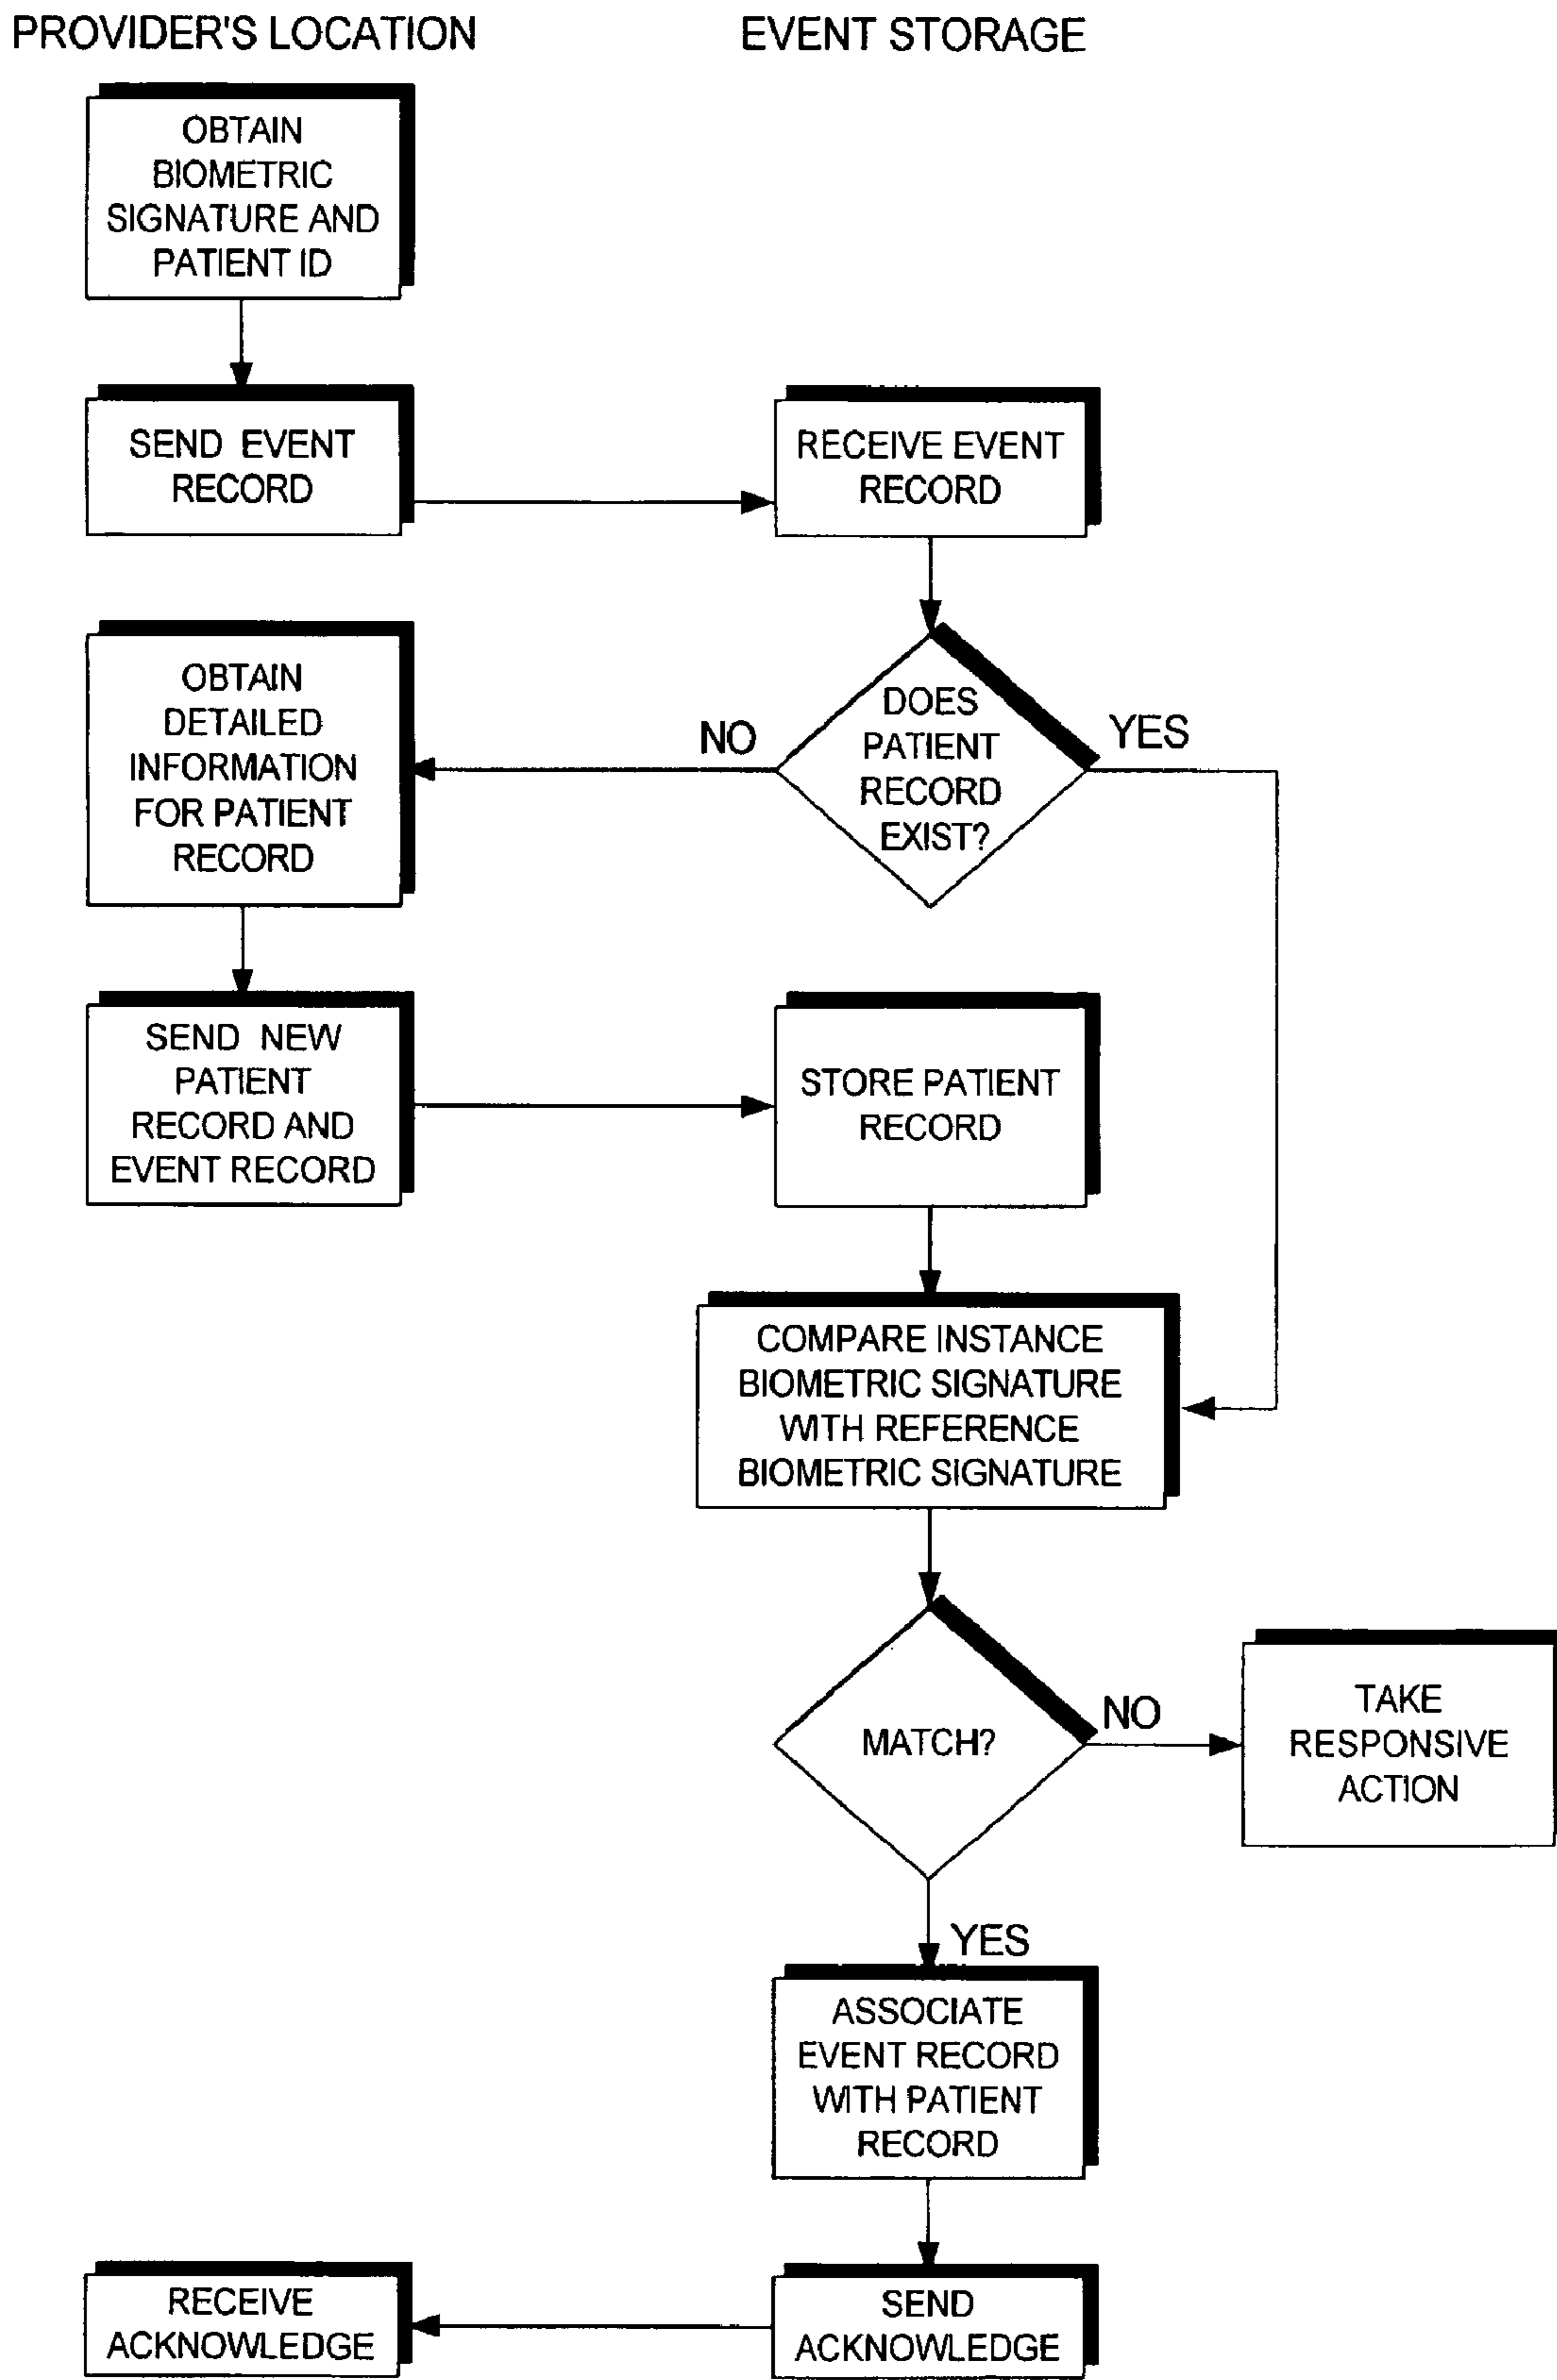 PROVIDER'S LOCATION
EVENT STORAGE
OBTAIN
BIOMETRIC
SIGNATURE AND
PATIENT ID
SEND EVENT
RECORD
RECEIVE EVENT
RECORD
DOES
PATIENT
RECORD
EXIST?
NO
YES
OBTAIN
DETAILED
INFORMATION
FOR PATIENT
RECORD
SEND NEW
PATIENT
RECORD AND
EVENT RECORD
STORE PATIENT
RECORD
COMPARE INSTANCE
BIOMETRIC SIGNATURE
WITH REFERENCE
BIOMETRIC SIGNATURE
MATCH?
NO
TAKE
RESPONSIVE
ACTION
YES
ASSOCIATE
EVENT RECORD
WITH PATIENT
RECORD
SEND
ACKNOWLEDGE
RECEIVE
ACKNOWLEDGE